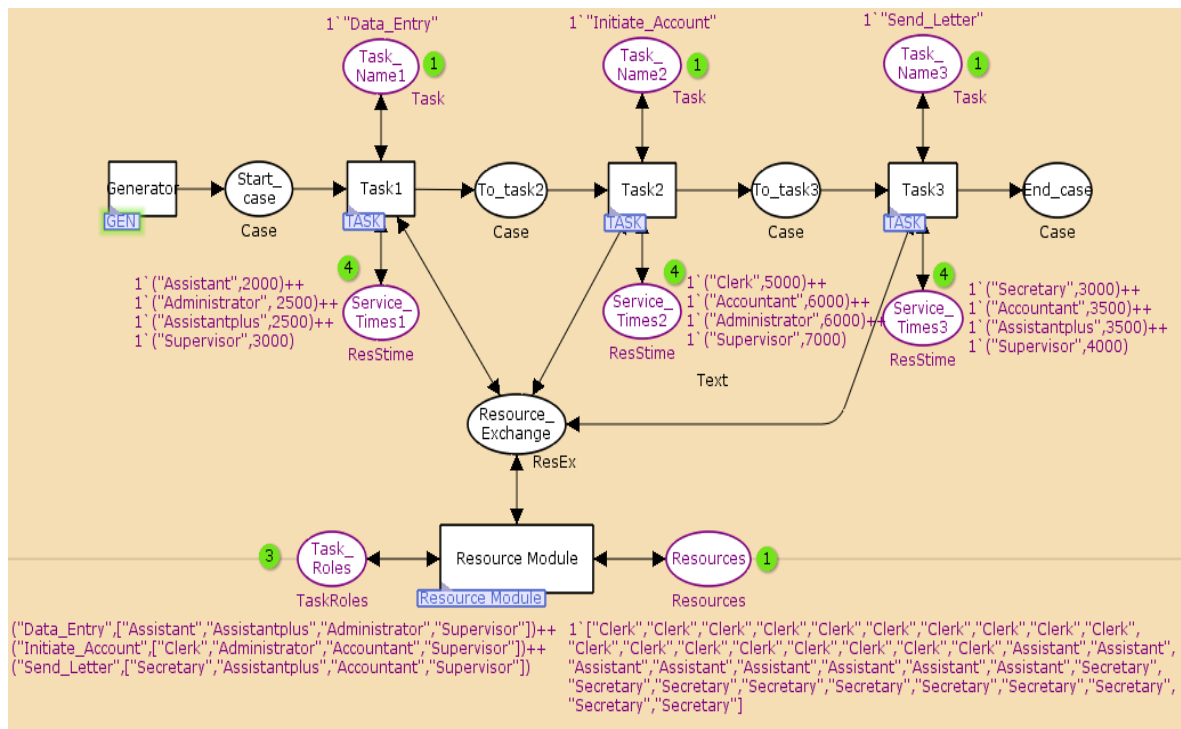 1`"Data_Entry"
1`"Initiate_Account"
1`"Send_Letter"
Task_
Name1
1
Task
Task_
Name2
1
Task
Task_
Name3
1
Task
Generator
GEN
Start_
case
Case
Task1
TASK
To_task2
Case
Task2
TASK
To_task3
Case
Task3
TASK
End_case
Case
4
1`("Assistant",2000)++
1`("Administrator", 2500)++
1`("Assistantplus",2500)++
1`("Supervisor",3000)
Service_
Times1
ResStime
4
Service_
Times2
ResStime
1`("Clerk",5000)++
1`("Accountant",6000)++
1`("Administrator",6000)++
1`("Supervisor",7000)
4
Service_
Times3
ResStime
1`("Secretary",3000)++
1`("Accountant",3500)++
1`("Assistantplus",3500)++
1`("Supervisor",4000)
Text
Resource_
Exchange
ResEx
3
Task_
Roles
TaskRoles
Resource Module
Resource Module
Resources
1
Resources
("Data_Entry",["Assistant","Assistantplus","Administrator","Supervisor"])++
("Initiate_Account",["Clerk","Administrator","Accountant","Supervisor"])++
("Send_Letter",["Secretary","Assistantplus","Accountant","Supervisor"])
1`["Clerk","Clerk","Clerk","Clerk","Clerk","Clerk","Clerk","Clerk","Clerk","Clerk",
"Clerk","Clerk","Clerk","Clerk","Clerk","Clerk","Clerk","Clerk","Assistant","Assistant",
"Assistant","Assistant","Assistant","Assistant","Assistant","Assistant","Secretary",
"Secretary","Secretary","Secretary","Secretary","Secretary","Secretary","Secretary",
"Secretary","Secretary"]